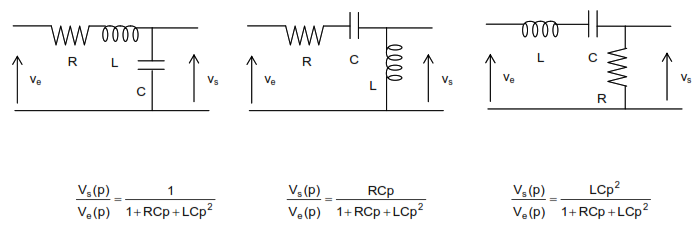 R L C vₑ vₛ
R C L vₑ vₛ
L C R vₑ vₛ
Vₛ(p)/Vₑ(p) = 1/(1+RCp+LCp²)
Vₛ(p)/Vₑ(p) = RCp/(1+RCp+LCp²)
Vₛ(p)/Vₑ(p) = LCp²/(1+RCp+LCp²)